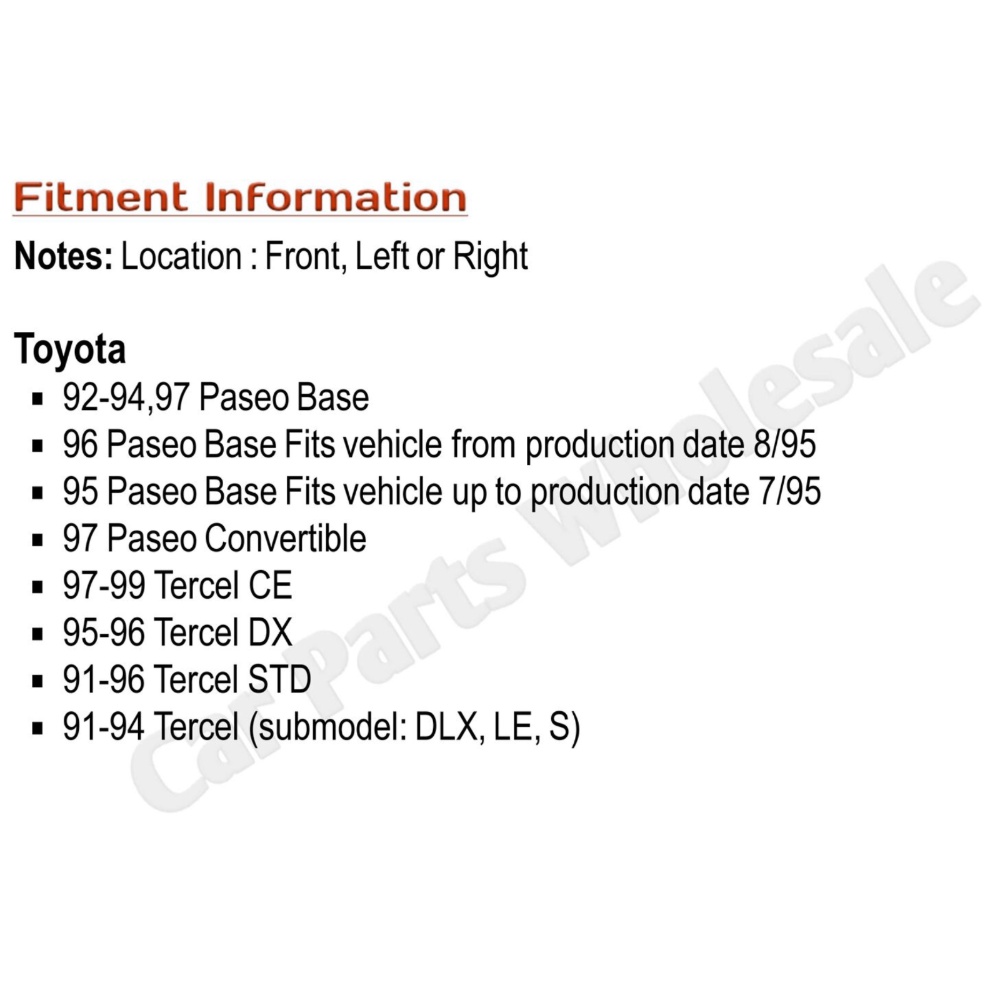 Fitment Information
Notes: Location : Front, Left or Right
Toyota
▪ 92-94,97 Paseo Base
▪ 96 Paseo Base Fits vehicle from production date 8/95
▪ 95 Paseo Base Fits vehicle up to production date 7/95
▪ 97 Paseo Convertible
▪ 97-99 Tercel CE
▪ 95-96 Tercel DX
▪ 91-96 Tercel STD
▪ 91-94 Tercel (submodel: DLX, LE, S)
Car Parts Wholesale